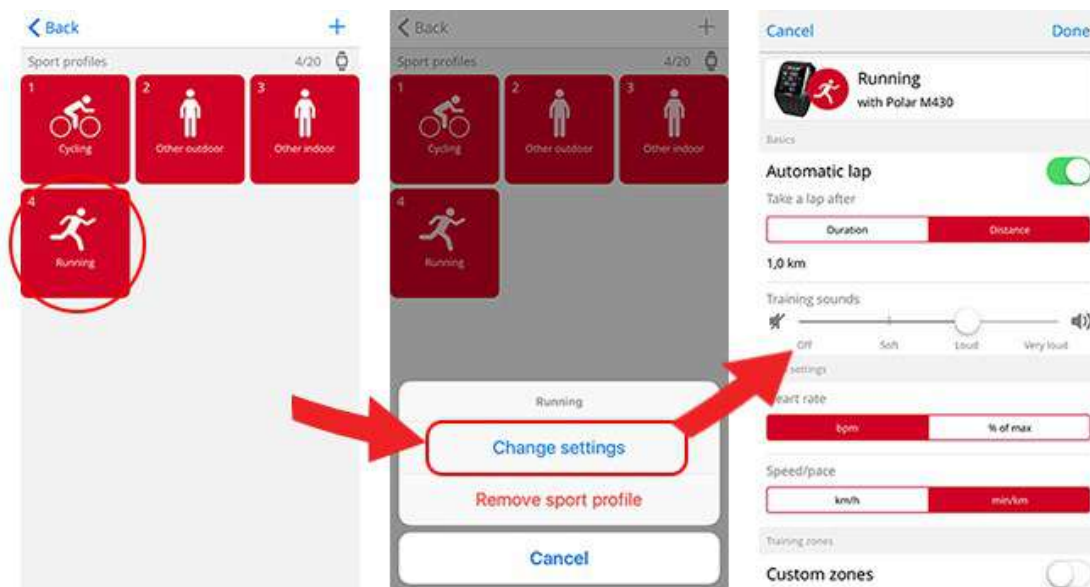 Back
Sport profiles 4/20
1 2 3
Cycling Other outdoor Other indoor
4
Running
Back
Sport profiles 4/20
1 2 3
Cycling Other outdoor Other indoor
4
Running
Running
Change settings
Remove sport profile
Cancel
Cancel Done
Running
with Polar M430
Basics
Automatic lap
Take a lap after
Duration Distance
1,0 km
Training sounds
Off Soft Loud Very loud
settings
eart rate
bpm % of max
Speed/pace
km/h min/km
Training zones
Custom zones